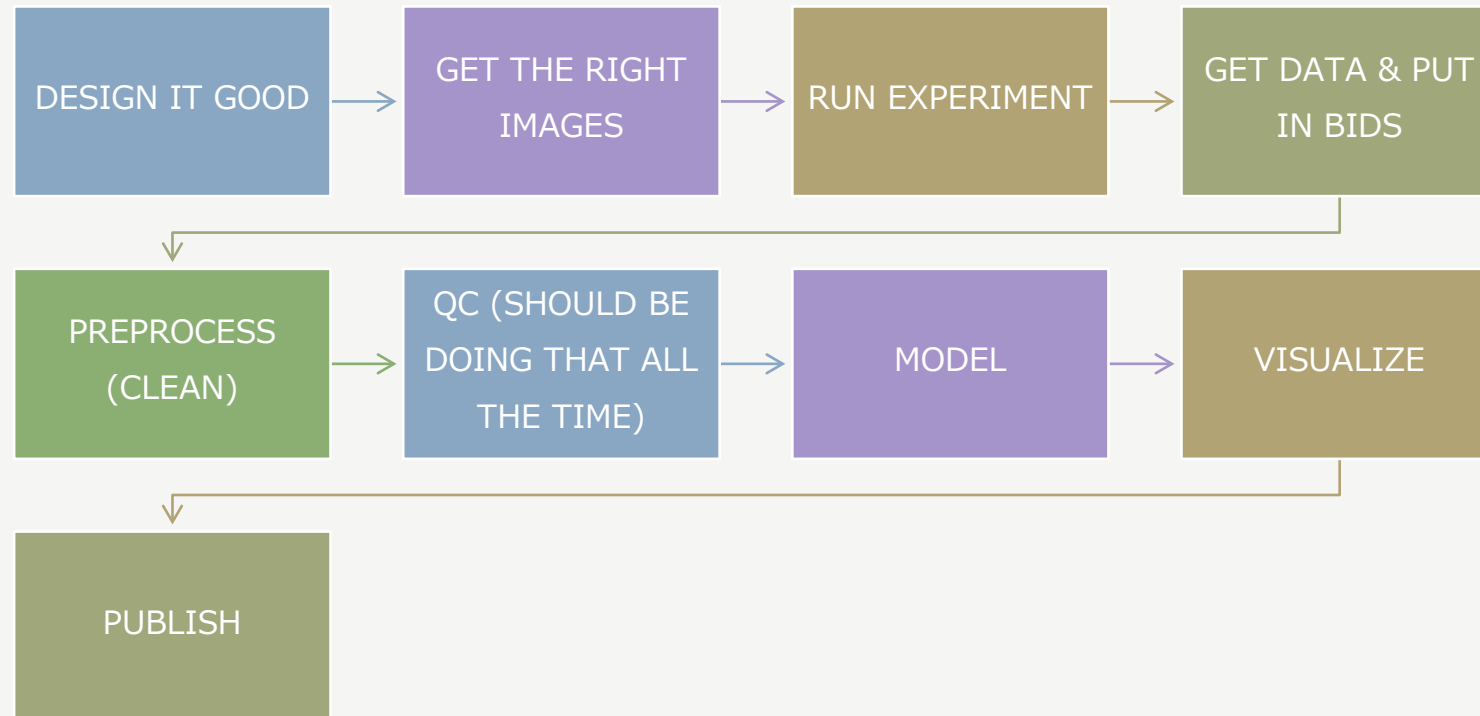 DESIGN IT GOOD
GET THE RIGHT
IMAGES
RUN EXPERIMENT
GET DATA & PUT
IN BIDS
PREPROCESS
(CLEAN)
QC (SHOULD BE
DOING THAT ALL
THE TIME)
MODEL
VISUALIZE
PUBLISH